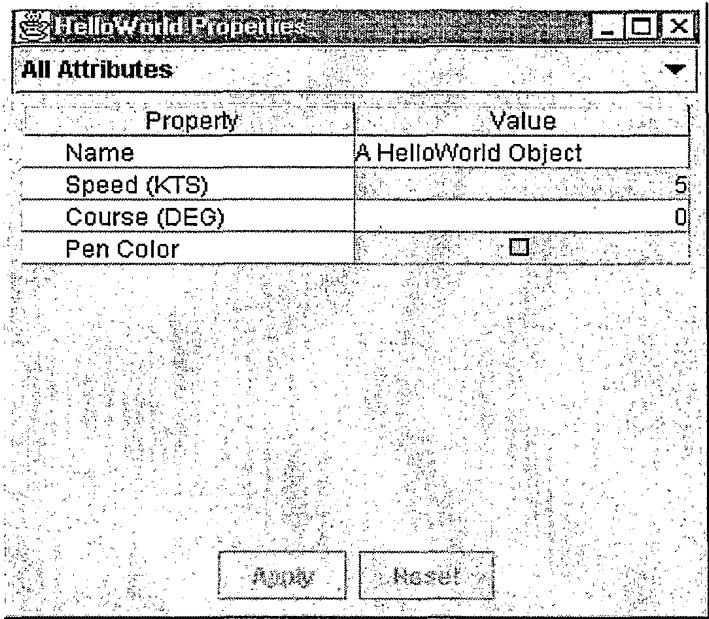 HelloWorld Properties
All Attributes
Property Value
Name A HelloWorld Object
Speed (KTS) 5
Course (DEG) 0
Pen Color
Apply Reset